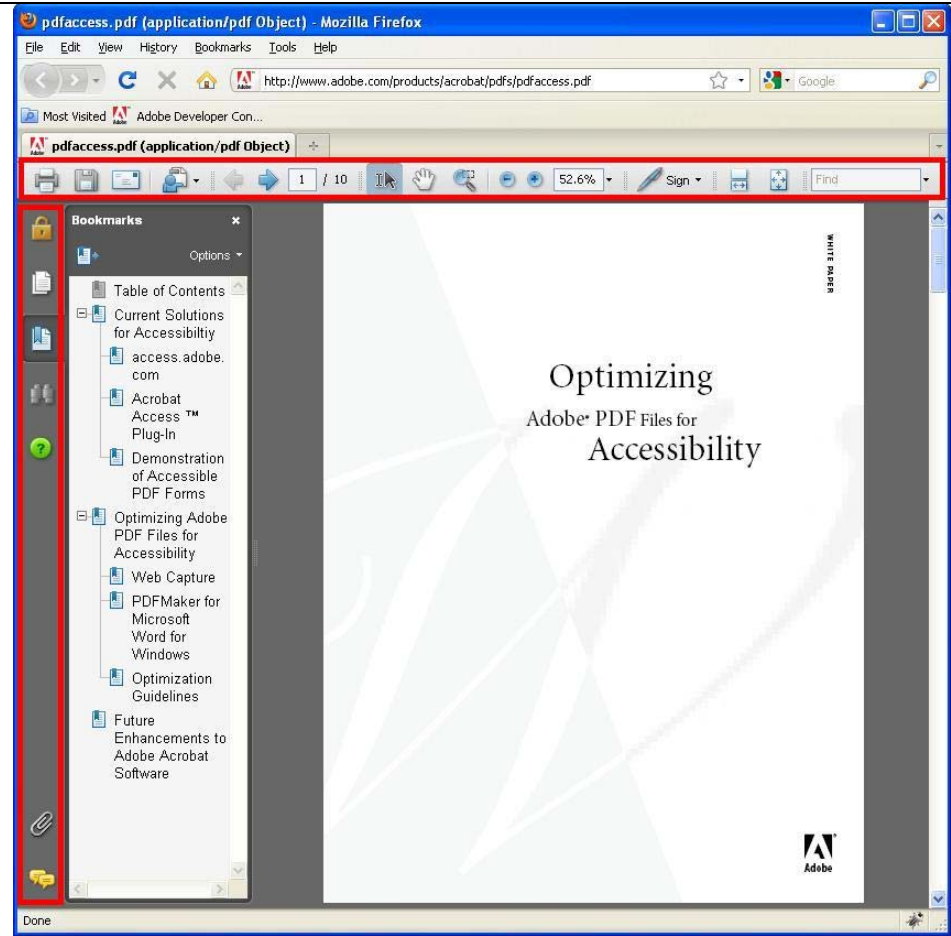 pdfaccess.pdf (application/pdf Object) - Mozilla Firefox
File Edit View History Bookmarks Tools Help
http://www.adobe.com/products/acrobat/pdfs/pdfaccess.pdf
Google
Most Visited Adobe Developer Con...
pdfaccess.pdf (application/pdf Object)
1 / 10 52.6% Sign Find
Bookmarks
Options
Table of Contents
Current Solutions
for Accessibiltiy
access.adobe.
com
Acrobat
Access ™
Plug-In
Demonstration
of Accessible
PDF Forms
Optimizing Adobe
PDF Files for
Accessibility
Web Capture
PDFMaker for
Microsoft
Word for
Windows
Optimization
Guidelines
Future
Enhancements to
Adobe Acrobat
Software
WHITE PAPER
Optimizing
Adobe® PDF Files for
Accessibility
Adobe
Done